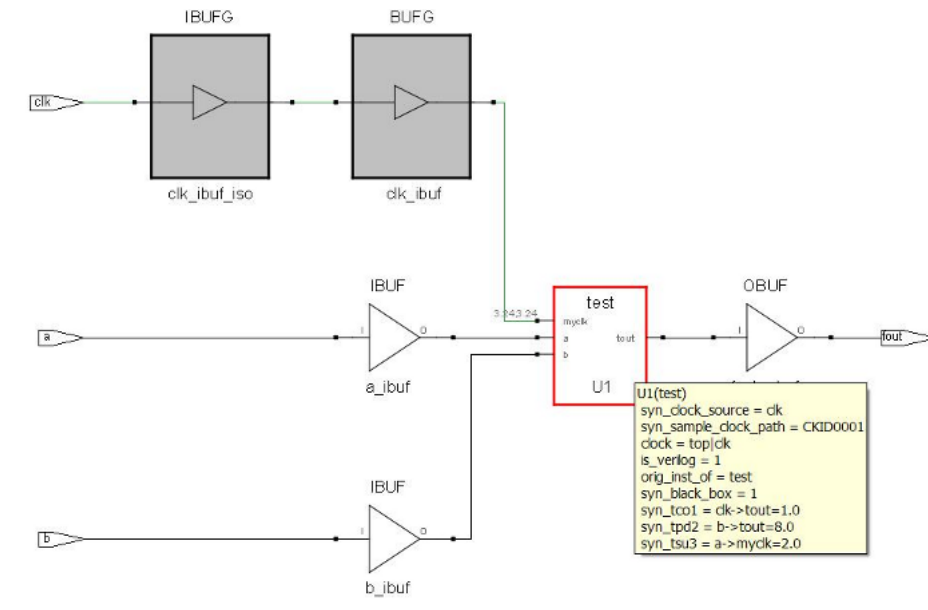 IBUFG
BUFG
clk
clk_ibuf_iso
clk_ibuf
IBUF
OBUF
test
3.24,3.24
myclk
a
I
O
a
tout
I
O
fout
b
a_ibuf
U1
U1(test)
syn_clock_source = clk
syn_sample_clock_path = CKID0001
clock = top|clk
is_verilog = 1
orig_inst_of = test
syn_black_box = 1
syn_tco1 = clk->tout=1.0
syn_tpd2 = b->tout=8.0
syn_tsu3 = a->myclk=2.0
IBUF
b
I
O
b_ibuf